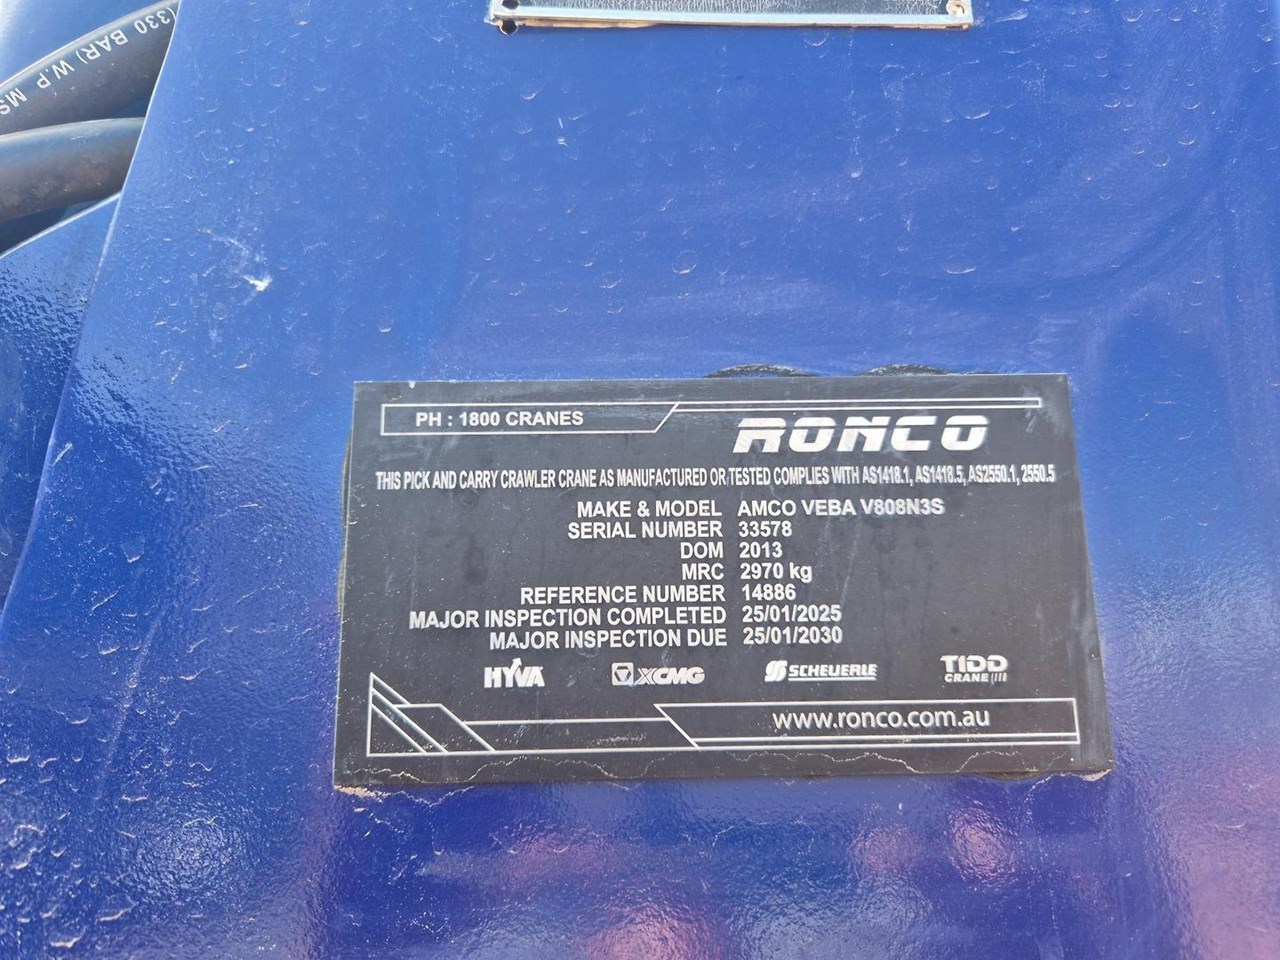 (330 BAR) W.P MS
PH : 1800 CRANES
RONCO
THIS PICK AND CARRY CRAWLER CRANE AS MANUFACTURED OR TESTED COMPLIES WITH AS1418.1, AS1418.5, AS2550.1, 2550.5
MAKE & MODEL AMCO VEBA V808N3S
SERIAL NUMBER 33578
DOM 2013
MRC 2970 kg
REFERENCE NUMBER 14886
MAJOR INSPECTION COMPLETED 25/01/2025
MAJOR INSPECTION DUE 25/01/2030
HYVA XCMG SCHEUERLE TIDD
CRANE
www.ronco.com.au